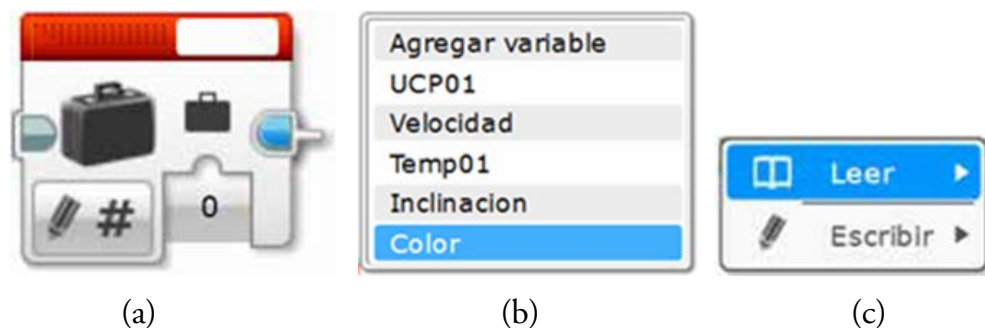 #
0
Agregar variable
UCP01
Velocidad
Temp01
Inclinacion
Color
Leer
Escribir
(a)
(b)
(c)